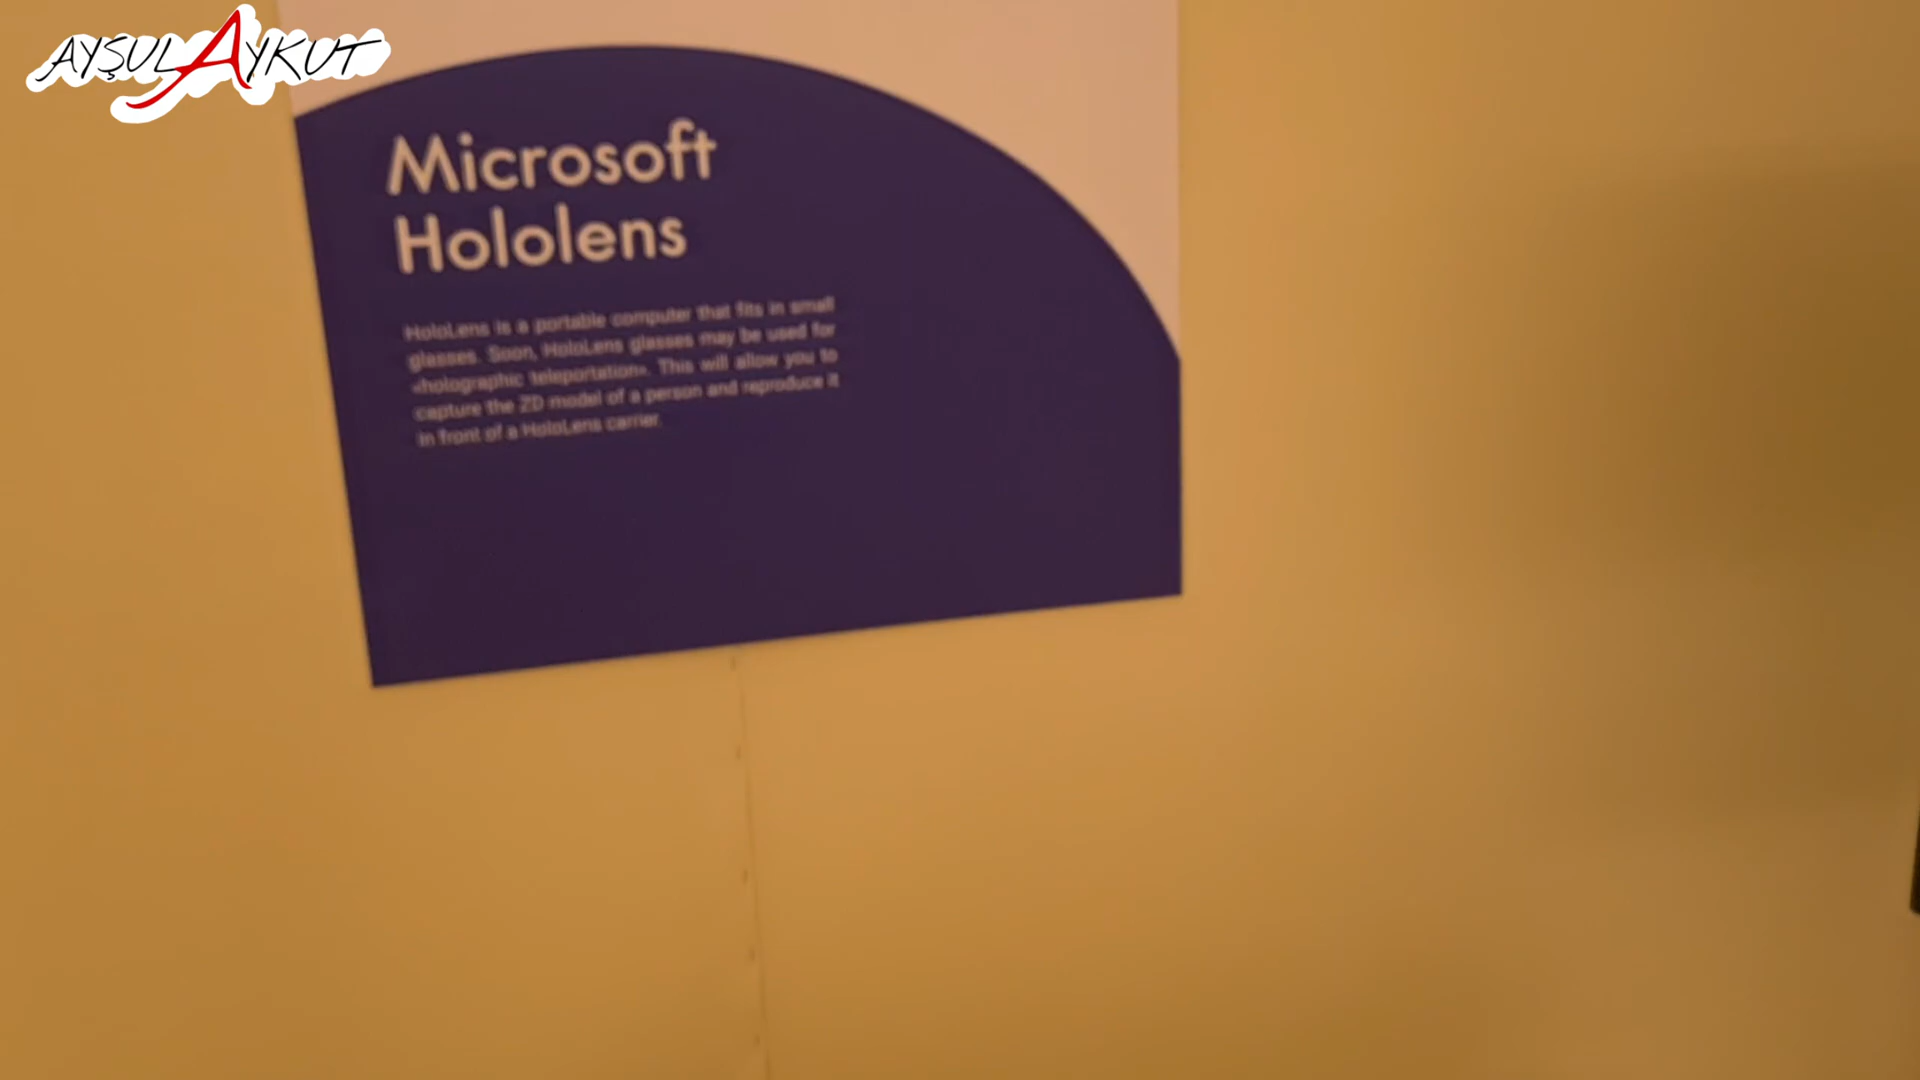 AYŞUL AYKUT
Microsoft
Hololens
HoloLens is a portable computer that fits in small
glasses. Soon, HoloLens glasses may be used for
«holographic teleportation». This will allow you to
capture the ZD model of a person and reproduce it
in front of a HoloLens carrier.